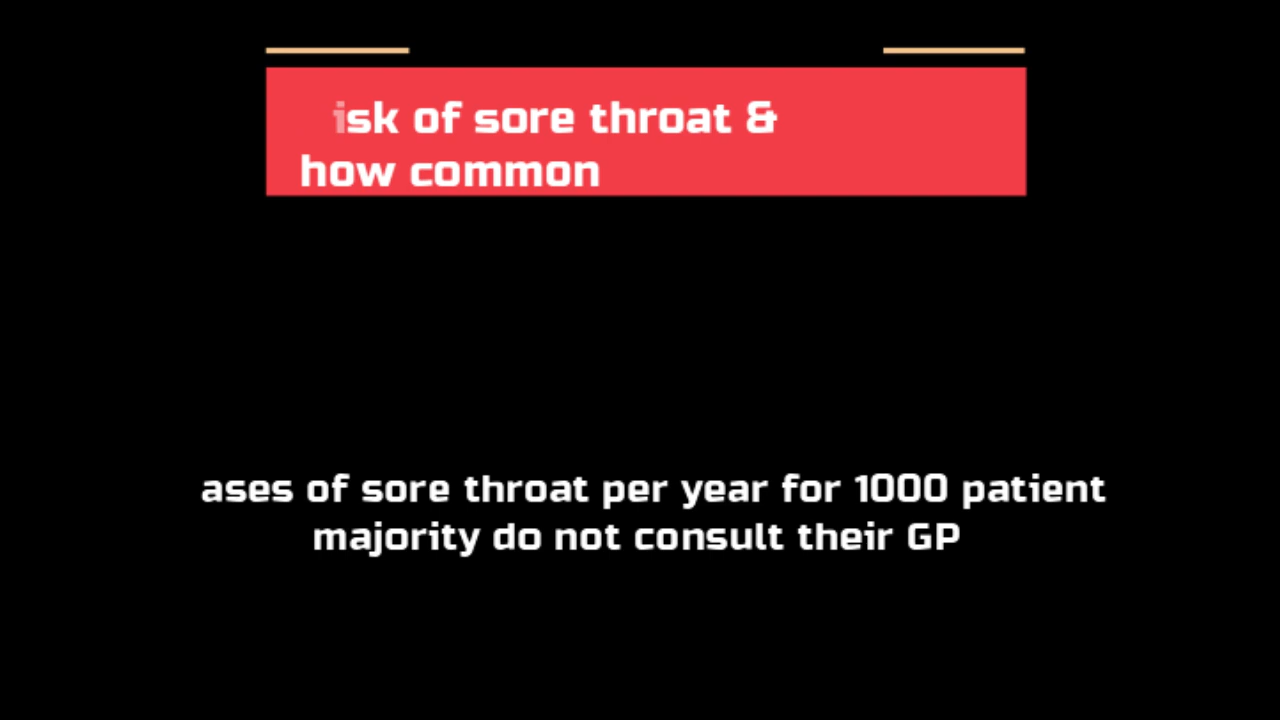 isk of sore throat &
how common
ases of sore throat per year for 1000 patient
majority do not consult their GP